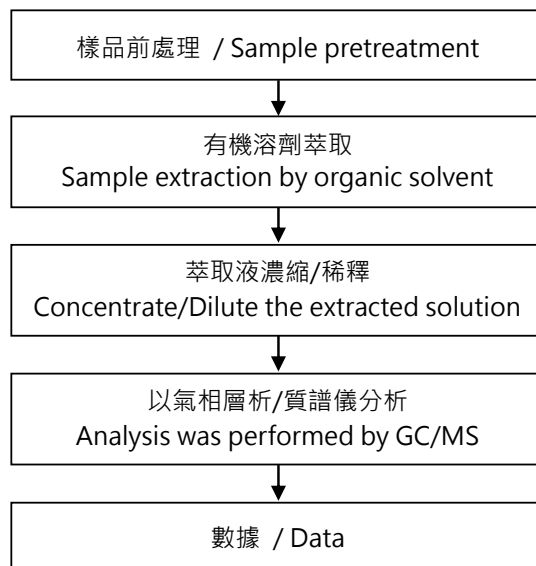 樣品前處理 / Sample pretreatment
有機溶劑萃取
Sample extraction by organic solvent
萃取液濃縮/稀釋
Concentrate/Dilute the extracted solution
以氣相層析/質譜儀分析
Analysis was performed by GC/MS
數據 / Data